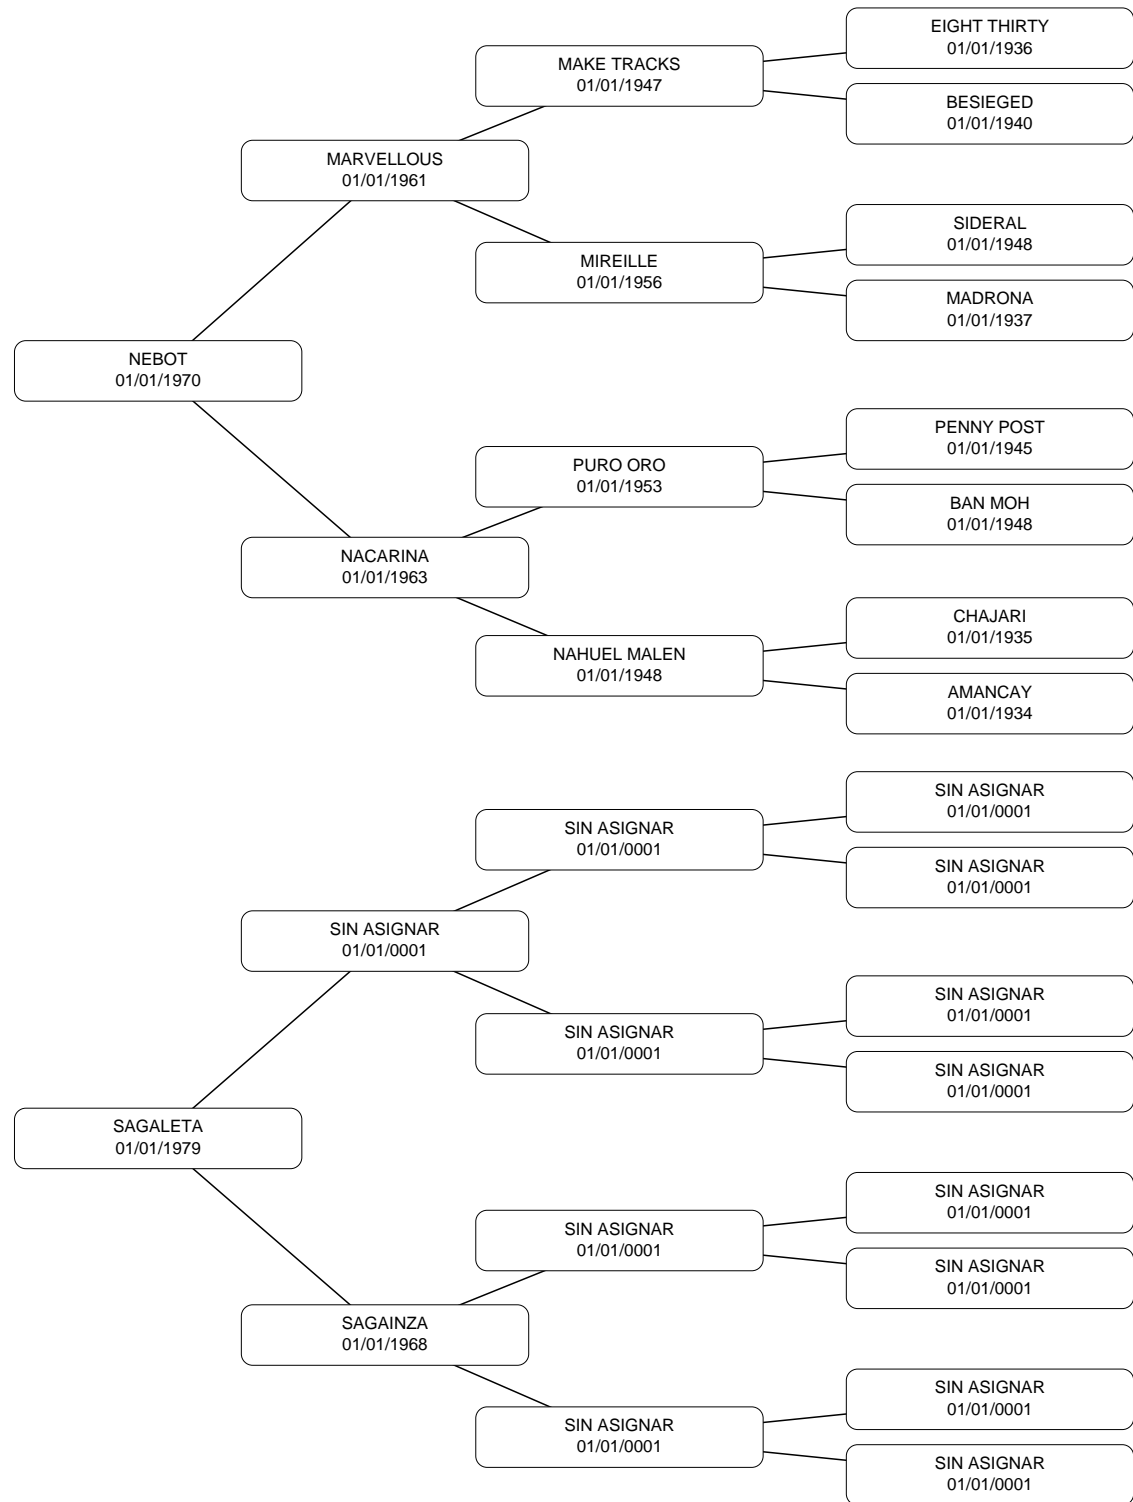 EIGHT THIRTY
01/01/1936
MAKE TRACKS
01/01/1947
BESIEGED
01/01/1940
MARVELLOUS
01/01/1961
SIDERAL
01/01/1948
MIREILLE
01/01/1956
MADRONA
01/01/1937
NEBOT
01/01/1970
PENNY POST
01/01/1945
PURO ORO
01/01/1953
BAN MOH
01/01/1948
NACARINA
01/01/1963
CHAJARI
01/01/1935
NAHUEL MALEN
01/01/1948
AMANCAY
01/01/1934
SIN ASIGNAR
01/01/0001
SIN ASIGNAR
01/01/0001
SIN ASIGNAR
01/01/0001
SIN ASIGNAR
01/01/0001
SIN ASIGNAR
01/01/0001
SIN ASIGNAR
01/01/0001
SIN ASIGNAR
01/01/0001
SAGALETA
01/01/1979
SIN ASIGNAR
01/01/0001
SIN ASIGNAR
01/01/0001
SIN ASIGNAR
01/01/0001
SAGAINZA
01/01/1968
SIN ASIGNAR
01/01/0001
SIN ASIGNAR
01/01/0001
SIN ASIGNAR
01/01/0001